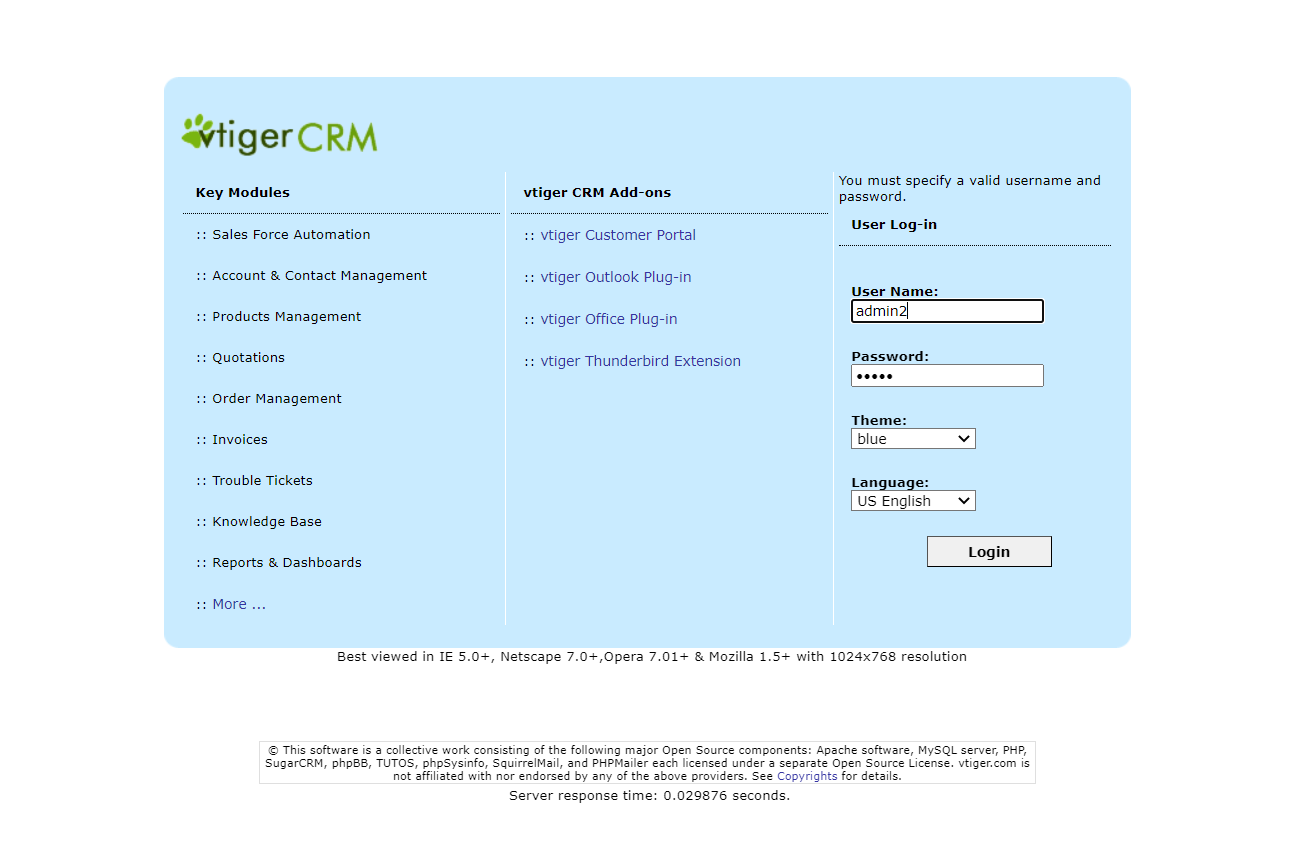 vtiger CRM
Key Modules
:: Sales Force Automation
:: Account & Contact Management
:: Products Management
:: Quotations
:: Order Management
:: Invoices
:: Trouble Tickets
:: Knowledge Base
:: Reports & Dashboards
:: More ...
vtiger CRM Add-ons
:: vtiger Customer Portal
:: vtiger Outlook Plug-in
:: vtiger Office Plug-in
:: vtiger Thunderbird Extension
You must specify a valid username and
password.
User Log-in
User Name:
admin2
Password:
•••••
Theme:
blue
Language:
US English
Login
Best viewed in IE 5.0+, Netscape 7.0+,Opera 7.01+ & Mozilla 1.5+ with 1024x768 resolution
© This software is a collective work consisting of the following major Open Source components: Apache software, MySQL server, PHP,
SugarCRM, phpBB, TUTOS, phpSysinfo, SquirrelMail, and PHPMailer each licensed under a separate Open Source License. vtiger.com is
not affiliated with nor endorsed by any of the above providers. See Copyrights for details.
Server response time: 0.029876 seconds.